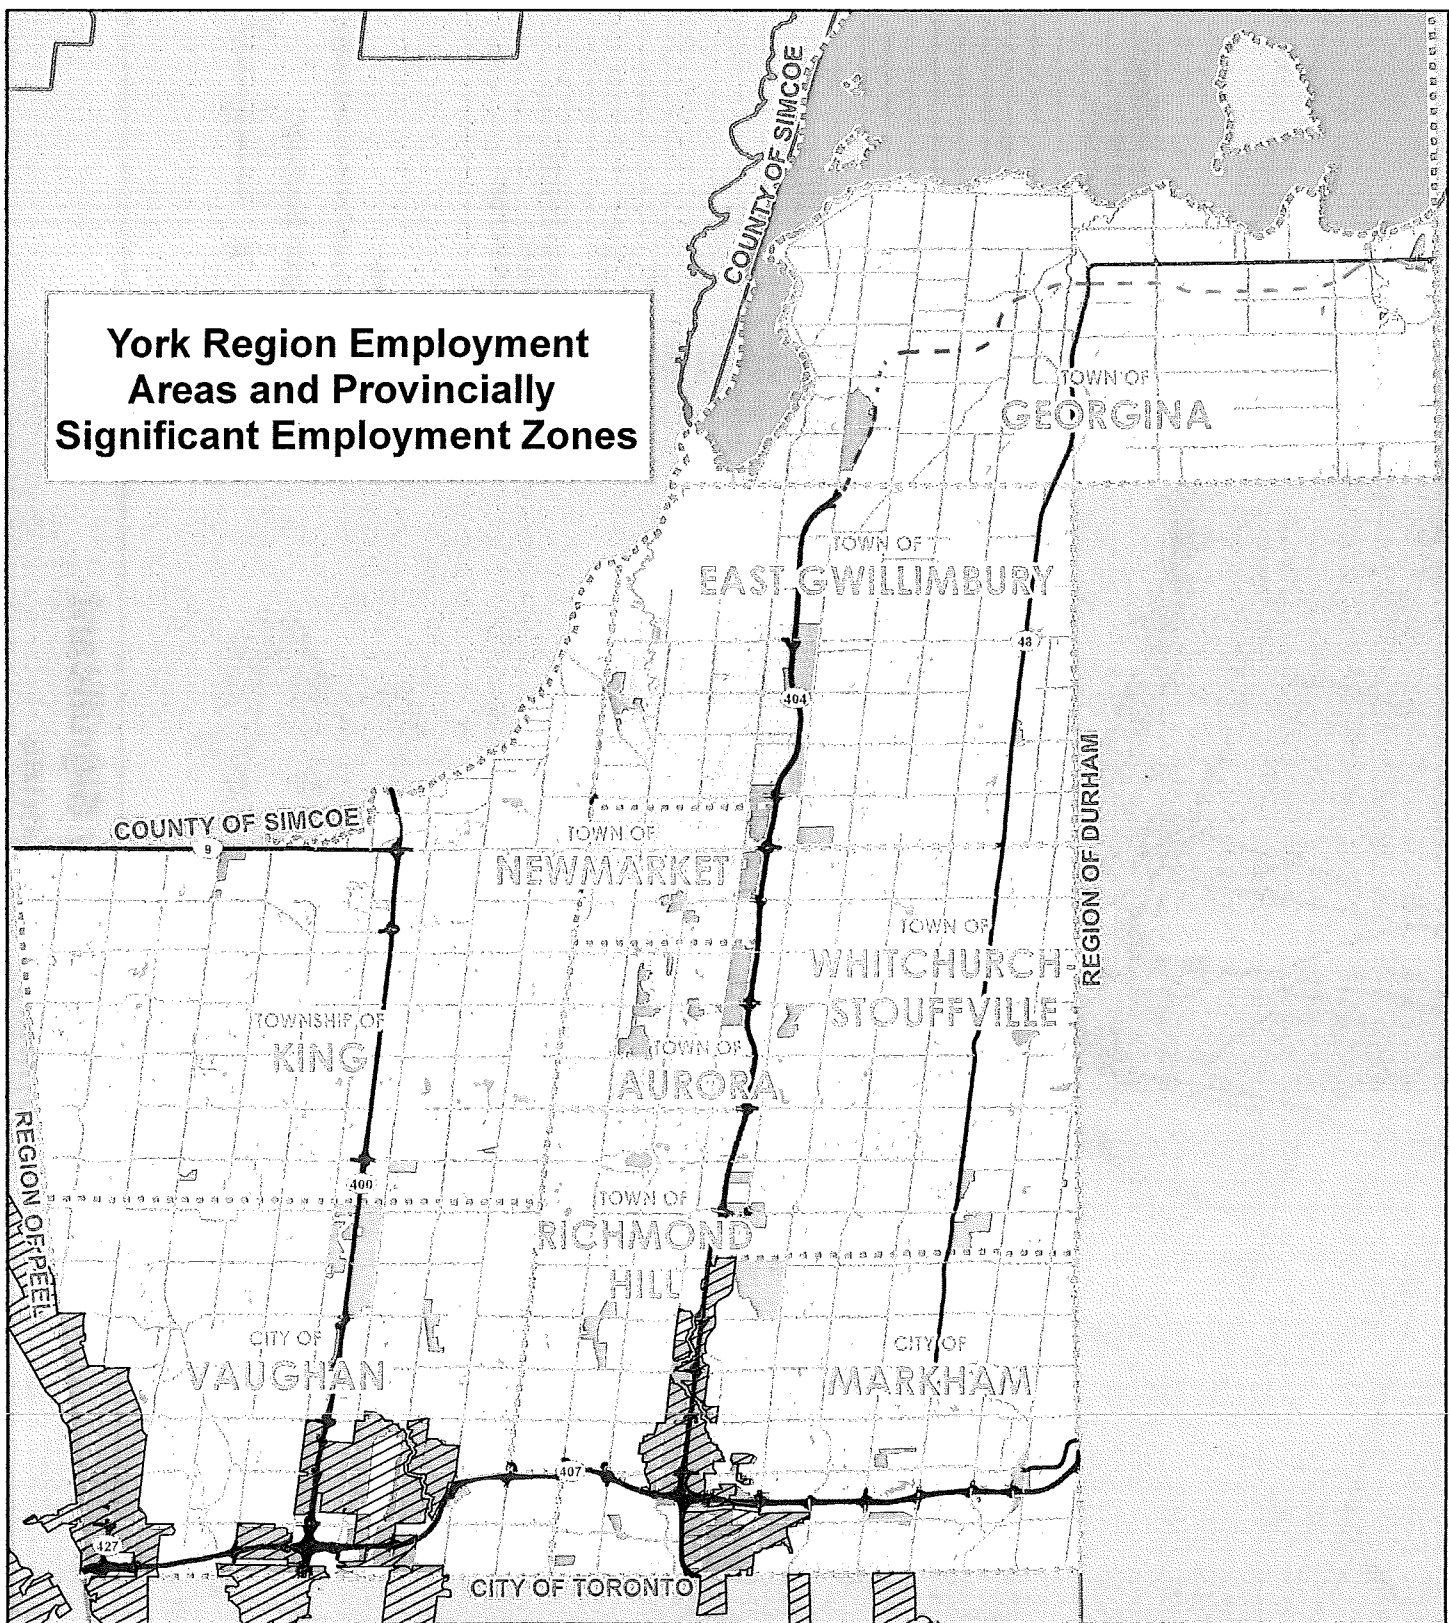 COUNTY OF SIMCOE
York Region Employment
Areas and Provincially
Significant Employment Zones
TOWN OF
GEORGINA
TOWN OF
EAST GWILLIMBURY
48
404
REGION OF DURHAM
COUNTY OF SIMCOE
9
TOWN OF
NEWMARKET
TOWN OF
WHITCHURCH-
STOUFFVILLE
TOWNSHIP OF
KING
TOWN OF
AURORA
REGION OF PEEL
400
TOWN OF
RICHMOND
HILL
CITY OF
VAUGHAN
CITY OF
MARKHAM
407
427
CITY OF TORONTO